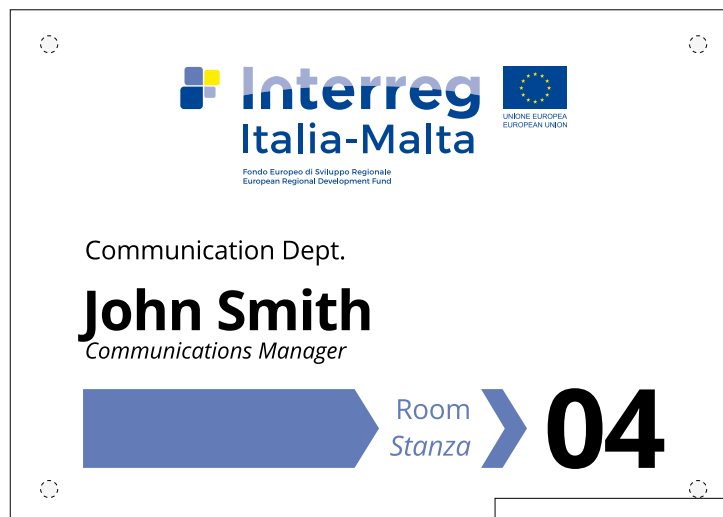 Interreg
Italia-Malta
UNIONE EUROPEA
EUROPEAN UNION
Fondo Europeo di Sviluppo Regionale
European Regional Development Fund
Communication Dept.
John Smith
Communications Manager
Room
Stanza
04